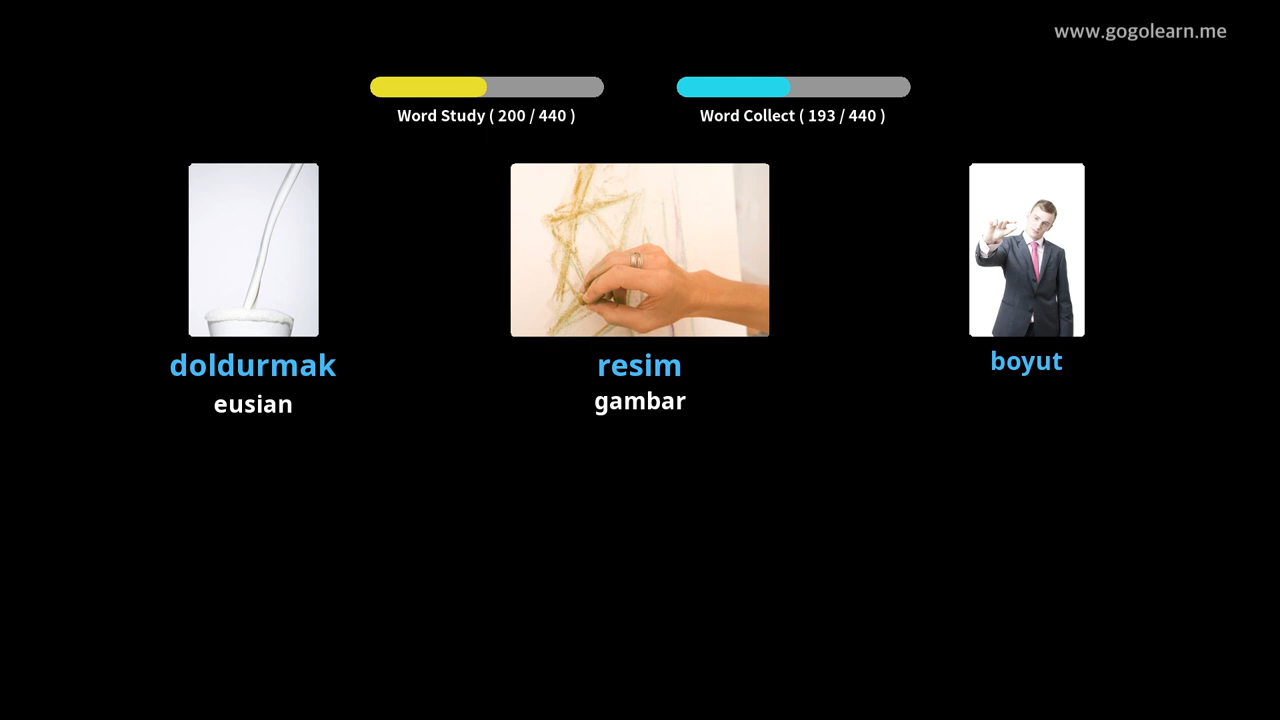 www.gogolearn.me
Word Study ( 200 / 440 )
Word Collect ( 193 / 440 )
doldurmak
eusian
resim
gambar
boyut